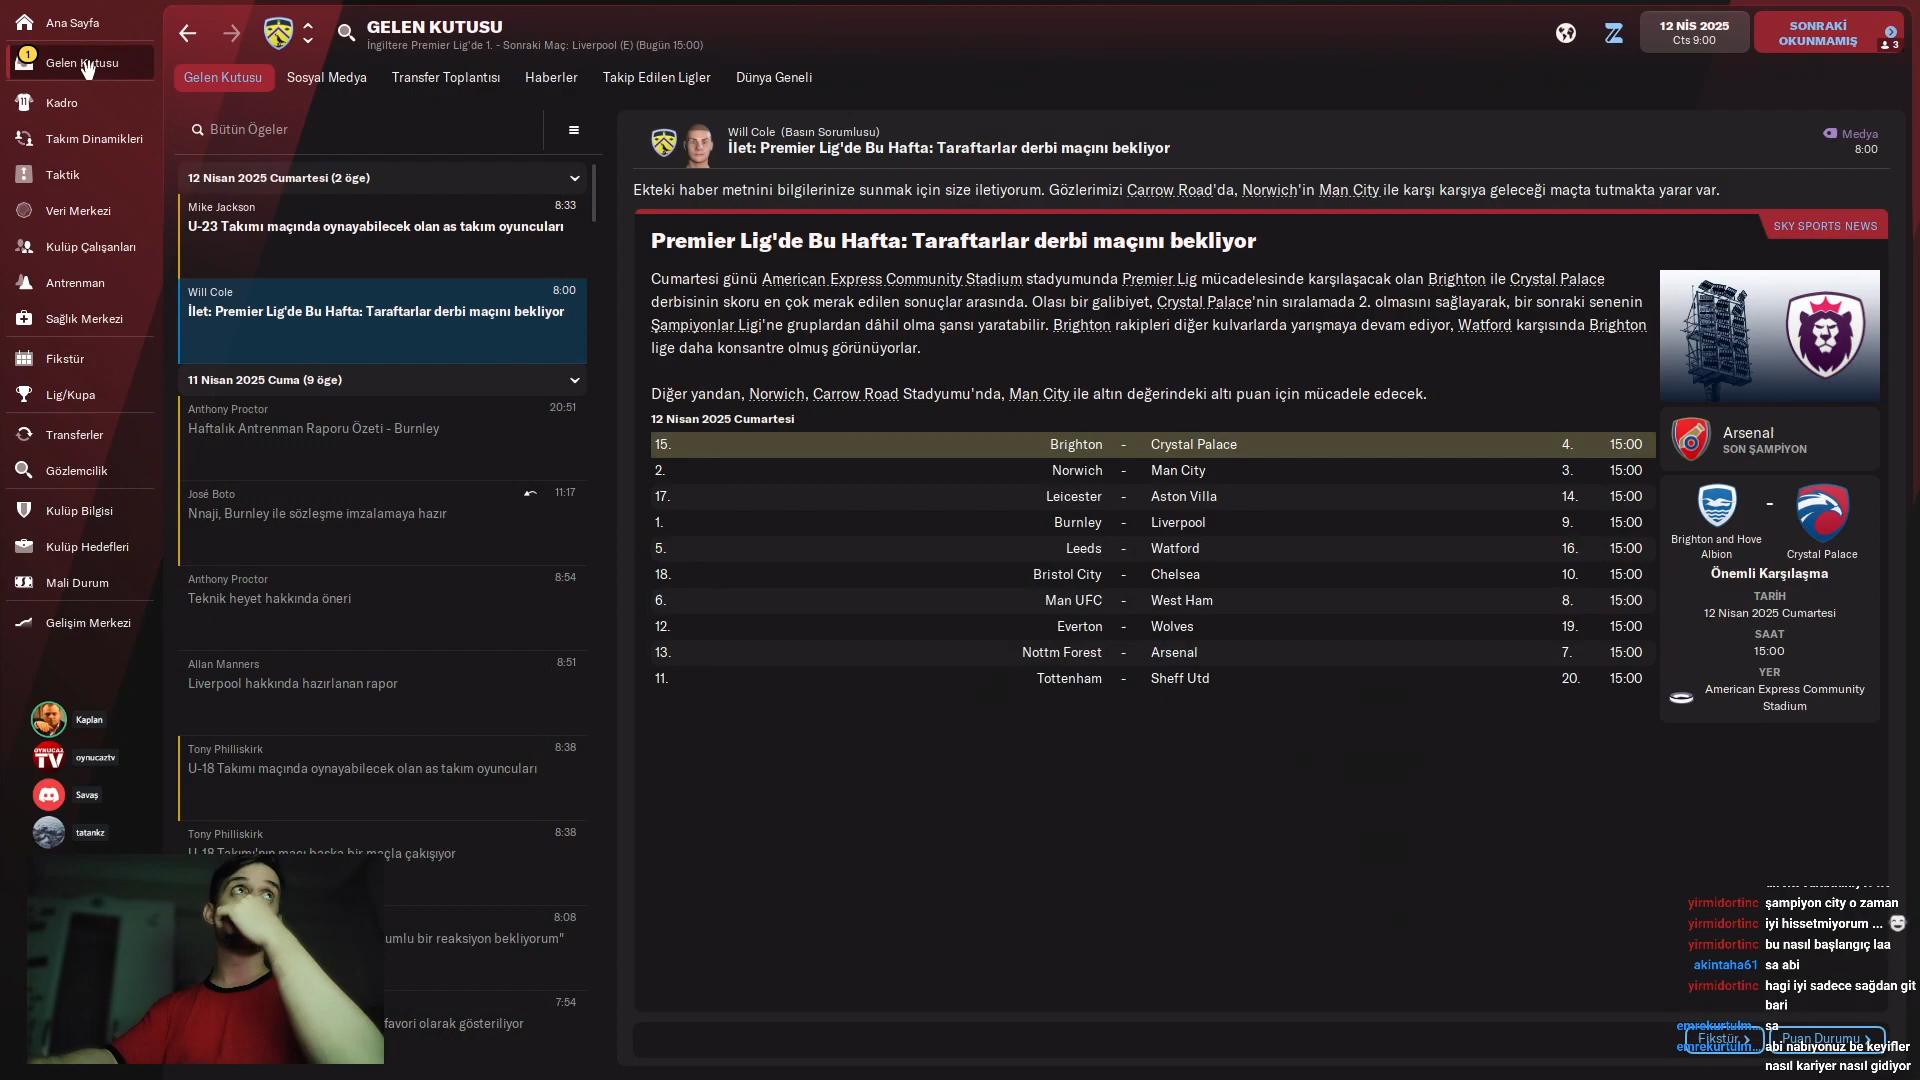 Ana Sayfa
1
Gelen Kutusu
Kadro
Takım Dinamikleri
Taktik
Veri Merkezi
Kulüp Çalışanları
Antrenman
Sağlık Merkezi
Fikstür
Lig/Kupa
Transferler
Gözlemcilik
Kulüp Bilgisi
Kulüp Hedefleri
Mali Durum
Gelişim Merkezi
Kaplan
OYNUCAZ TV oynucaztv
Savaş
tatankz
GELEN KUTUSU
İngiltere Premier Lig'de 1. - Sonraki Maç: Liverpool (E) (Bugün 15:00)
12 NİS 2025
Cts 9:00
SONRAKİ
OKUNMAMIŞ
3
Gelen Kutusu Sosyal Medya Transfer Toplantısı Haberler Takip Edilen Ligler Dünya Geneli
Bütün Ögeler
12 Nisan 2025 Cumartesi (2 öge)
Mike Jackson 8:33
U-23 Takımı maçında oynayabilecek olan as takım oyuncuları
Will Cole 8:00
İlet: Premier Lig'de Bu Hafta: Taraftarlar derbi maçını bekliyor
11 Nisan 2025 Cuma (9 öge)
Anthony Proctor 20:51
Haftalık Antrenman Raporu Özeti - Burnley
José Boto 11:17
Nnaji, Burnley ile sözleşme imzalamaya hazır
Anthony Proctor 8:54
Teknik heyet hakkında öneri
Allan Manners 8:51
Liverpool hakkında hazırlanan rapor
Tony Philliskirk 8:38
U-18 Takımı maçında oynayabilecek olan as takım oyuncuları
Tony Philliskirk 8:38
U-18 Takımı'nın maçı başka bir maçla çakışıyor
8:08
umlu bir reaksiyon bekliyorum"
7:54
favori olarak gösteriliyor
Will Cole (Basın Sorumlusu)
İlet: Premier Lig'de Bu Hafta: Taraftarlar derbi maçını bekliyor
Medya
8:00
Ekteki haber metnini bilgilerinize sunmak için size iletiyorum. Gözlerimizi Carrow Road'da, Norwich'in Man City ile karşı karşıya geleceği maçta tutmakta yarar var.
SKY SPORTS NEWS
Premier Lig'de Bu Hafta: Taraftarlar derbi maçını bekliyor
Cumartesi günü American Express Community Stadium stadyumunda Premier Lig mücadelesinde karşılaşacak olan Brighton ile Crystal Palace
derbisinin skoru en çok merak edilen sonuçlar arasında. Olası bir galibiyet, Crystal Palace'nin sıralamada 2. olmasını sağlayarak, bir sonraki senenin
Şampiyonlar Ligi'ne gruplardan dâhil olma şansı yaratabilir. Brighton rakipleri diğer kulvarlarda yarışmaya devam ediyor, Watford karşısında Brighton
lige daha konsantre olmuş görünüyorlar.
Diğer yandan, Norwich, Carrow Road Stadyumu'nda, Man City ile altın değerindeki altı puan için mücadele edecek.
12 Nisan 2025 Cumartesi
15. Brighton - Crystal Palace 4. 15:00
2. Norwich - Man City 3. 15:00
17. Leicester - Aston Villa 14. 15:00
1. Burnley - Liverpool 9. 15:00
5. Leeds - Watford 16. 15:00
18. Bristol City - Chelsea 10. 15:00
6. Man UFC - West Ham 8. 15:00
12. Everton - Wolves 19. 15:00
13. Nottm Forest - Arsenal 7. 15:00
11. Tottenham - Sheff Utd 20. 15:00
Arsenal
SON ŞAMPİYON
-
Brighton and Hove
Albion
Crystal Palace
Önemli Karşılaşma
TARİH
12 Nisan 2025 Cumartesi
SAAT
15:00
YER
American Express Community
Stadium
yirmidortinc şampiyon city o zaman
yirmidortinc iyi hissetmiyorum ...
yirmidortinc bu nasıl başlangıç laa
akintaha61 sa abi
yirmidortinc hagi iyi sadece sağdan git
bari
emrekurtulm... sa
Fikstür Puan Durumu
emrekurtulm... abi nabıyonuz be keyifler
nasıl kariyer nasıl gidiyor